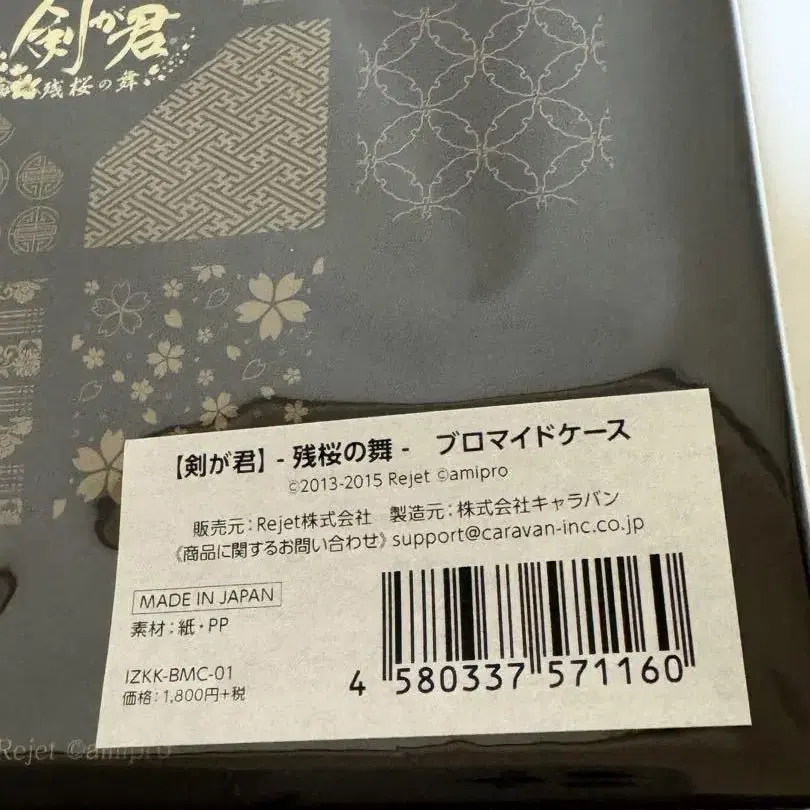 剣が君
残桜の舞
【剣が君】- 残桜の舞 -　ブロマイドケース
©2013-2015 Rejet ©amipro
販売元：Rejet株式会社　製造元：株式会社キャラバン
《商品に関するお問い合わせ》support@caravan-inc.co.jp
MADE IN JAPAN
素材：紙・PP
IZKK-BMC-01
価格：1,800円+税
4 580337 571160
Rejet ©amipro